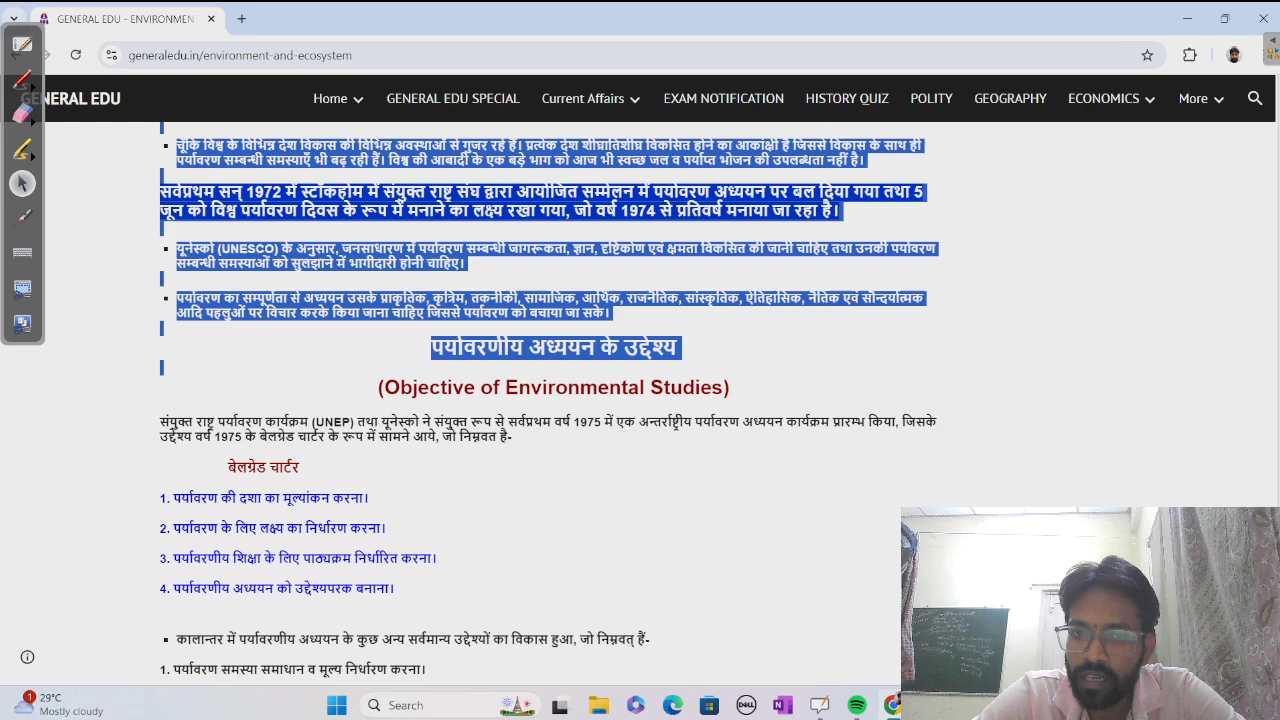 GENERAL EDU - ENVIRONMEN
generaledu.in/environment-and-ecosystem
GENERAL EDU
Home
GENERAL EDU SPECIAL
Current Affairs
EXAM NOTIFICATION
HISTORY QUIZ
POLITY
GEOGRAPHY
ECONOMICS
More
चूँकि विश्व के विभिन्न देश विकास की विभिन्न अवस्थाओं से गुजर रहे हैं। प्रत्येक देश शीघ्रातिशीघ्र विकसित होने का आकांक्षी है जिससे विकास के साथ ही
पर्यावरण सम्बन्धी समस्याएँ भी बढ़ रही हैं। विश्व की आबादी के एक बड़े भाग को आज भी स्वच्छ जल व पर्याप्त भोजन की उपलब्धता नहीं है।
सर्वप्रथम सन् 1972 में स्टॉकहोम में संयुक्त राष्ट्र संघ द्वारा आयोजित सम्मेलन में पर्यावरण अध्ययन पर बल दिया गया तथा 5
जून को विश्व पर्यावरण दिवस के रूप में मनाने का लक्ष्य रखा गया, जो वर्ष 1974 से प्रतिवर्ष मनाया जा रहा है।
यूनेस्को (UNESCO) के अनुसार, जनसाधारण में पर्यावरण सम्बन्धी जागरूकता, ज्ञान, दृष्टिकोण एवं क्षमता विकसित की जानी चाहिए तथा उनकी पर्यावरण
सम्बन्धी समस्याओं को सुलझाने में भागीदारी होनी चाहिए।
पर्यावरण का सम्पूर्णता से अध्ययन उसके प्राकृतिक, कृत्रिम, तकनीकी, सामाजिक, आर्थिक, राजनैतिक, सांस्कृतिक, ऐतिहासिक, नैतिक एवं सौन्दर्यात्मक
आदि पहलुओं पर विचार करके किया जाना चाहिए जिससे पर्यावरण को बचाया जा सके।
पर्यावरणीय अध्ययन के उद्देश्य
(Objective of Environmental Studies)
संयुक्त राष्ट्र पर्यावरण कार्यक्रम (UNEP) तथा यूनेस्को ने संयुक्त रूप से सर्वप्रथम वर्ष 1975 में एक अन्तर्राष्ट्रीय पर्यावरण अध्ययन कार्यक्रम प्रारम्भ किया, जिसके
उद्देश्य वर्ष 1975 के बेलग्रेड चार्टर के रूप में सामने आये, जो निम्नवत है-
बेलग्रेड चार्टर
1. पर्यावरण की दशा का मूल्यांकन करना।
2. पर्यावरण के लिए लक्ष्य का निर्धारण करना।
3. पर्यावरणीय शिक्षा के लिए पाठ्यक्रम निर्धारित करना।
4. पर्यावरणीय अध्ययन को उद्देश्यपरक बनाना।
कालान्तर में पर्यावरणीय अध्ययन के कुछ अन्य सर्वमान्य उद्देश्यों का विकास हुआ, जो निम्नवत् हैं-
1. पर्यावरण समस्या समाधान व मूल्य निर्धारण करना।
1
29°C
Mostly cloudy
Search
DELL